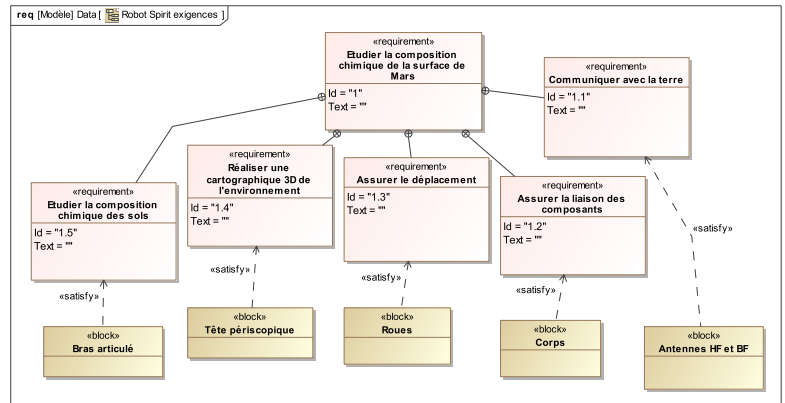 req [Modèle] Data [ Robot Spirit exigences ]
«requirement»
Etudier la composition
chimique de la surface de
Mars
Id = "1"
Text = ""
«requirement»
Communiquer avec la terre
Id = "1.1"
Text = ""
«requirement»
Etudier la composition
chimique des sols
Id = "1.5"
Text = ""
«requirement»
Réaliser une
cartographique 3D de
l'environnement
Id = "1.4"
Text = ""
«requirement»
Assurer le déplacement
Id = "1.3"
Text = ""
«requirement»
Assurer la liaison des
composants
Id = "1.2"
Text = ""
«satisfy»
«satisfy»
«satisfy»
«satisfy»
«satisfy»
«block»
Bras articulé
«block»
Tête périscopique
«block»
Roues
«block»
Corps
«block»
Antennes HF et BF